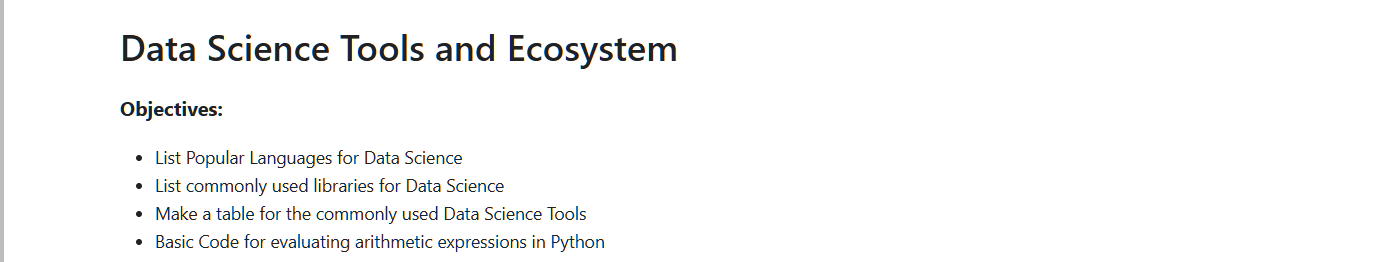 Data Science Tools and Ecosystem
Objectives:
• List Popular Languages for Data Science
• List commonly used libraries for Data Science
• Make a table for the commonly used Data Science Tools
• Basic Code for evaluating arithmetic expressions in Python